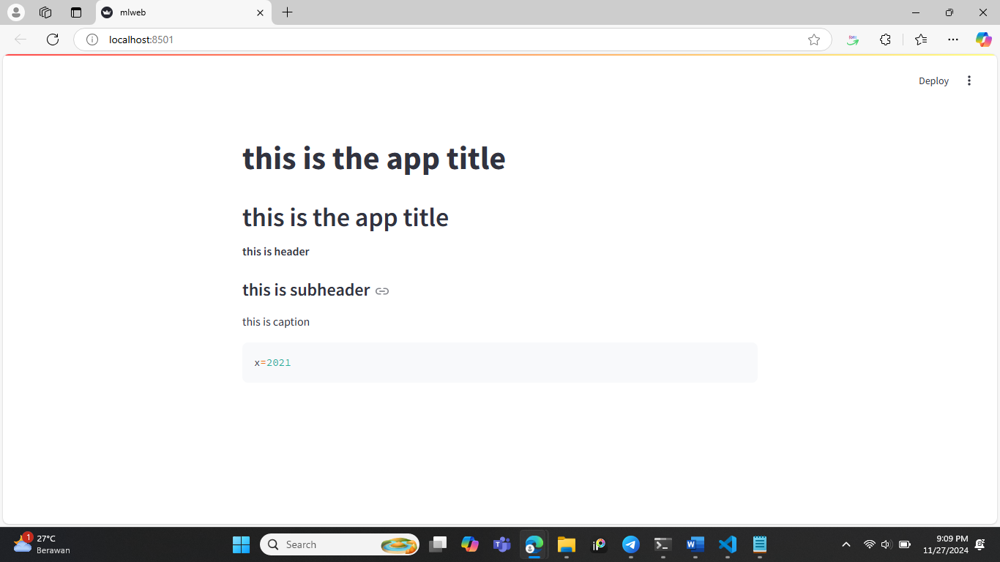 mlweb
localhost:8501
Deploy
this is the app title
this is the app title
this is header
this is subheader
this is caption
x=2021
1
27°C
Berawan
Search
9:09 PM
11/27/2024